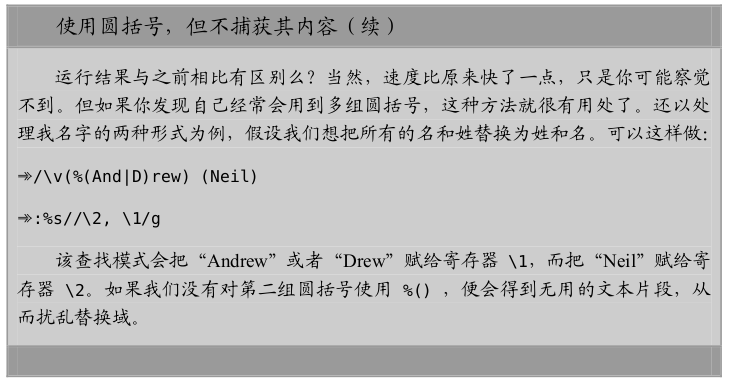 使用圆括号，但不捕获其内容（续）
运行结果与之前相比有区别么？当然，速度比原来快了一点，只是你可能察觉
不到。但如果你发现自己经常会用到多组圆括号，这种方法就很有用处了。还以处
理我名字的两种形式为例，假设我们想把所有的名和姓替换为姓和名。可以这样做：
➾/\v(%(And|D)rew) (Neil)
➾:%s//\2, \1/g
该查找模式会把“Andrew”或者“Drew”赋给寄存器 \1，而把“Neil”赋给寄
存器 \2。如果我们没有对第二组圆括号使用 %() ，便会得到无用的文本片段，从
而扰乱替换域。